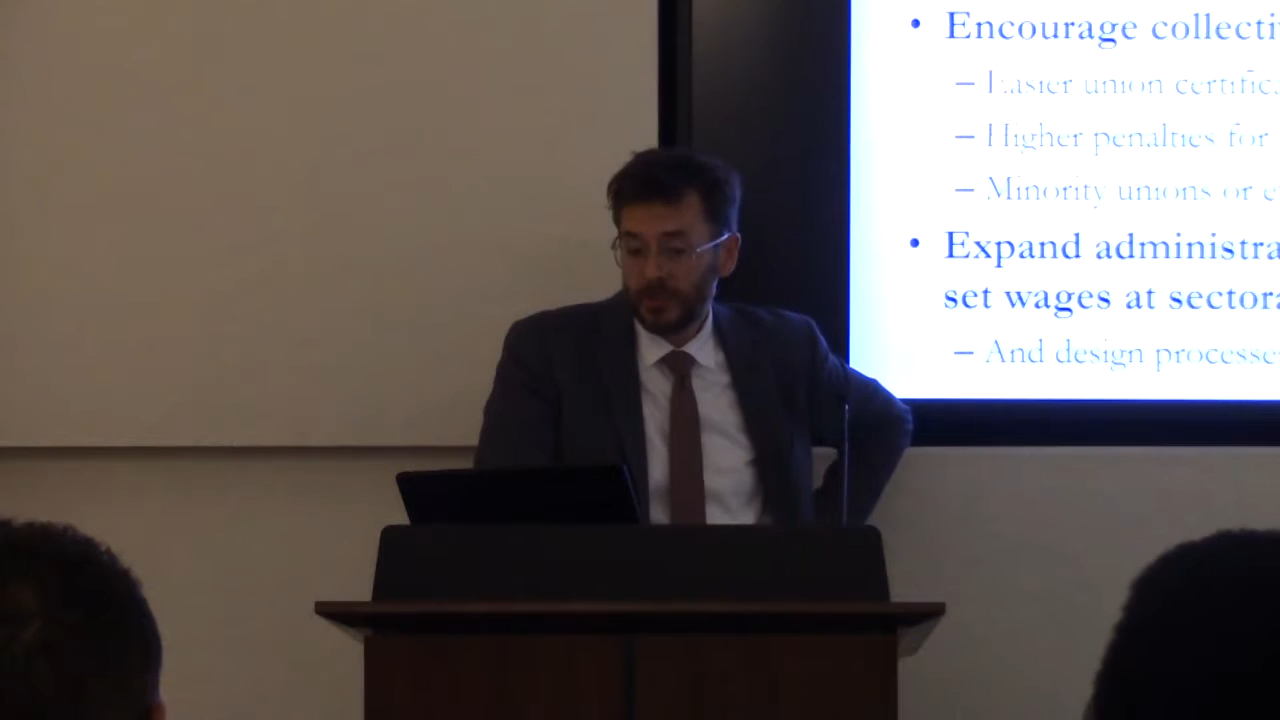 • Encourage collecti
– Easier union certific
– Higher penalties for
– Minority unions or e
• Expand administra
set wages at sectora
– And design processe